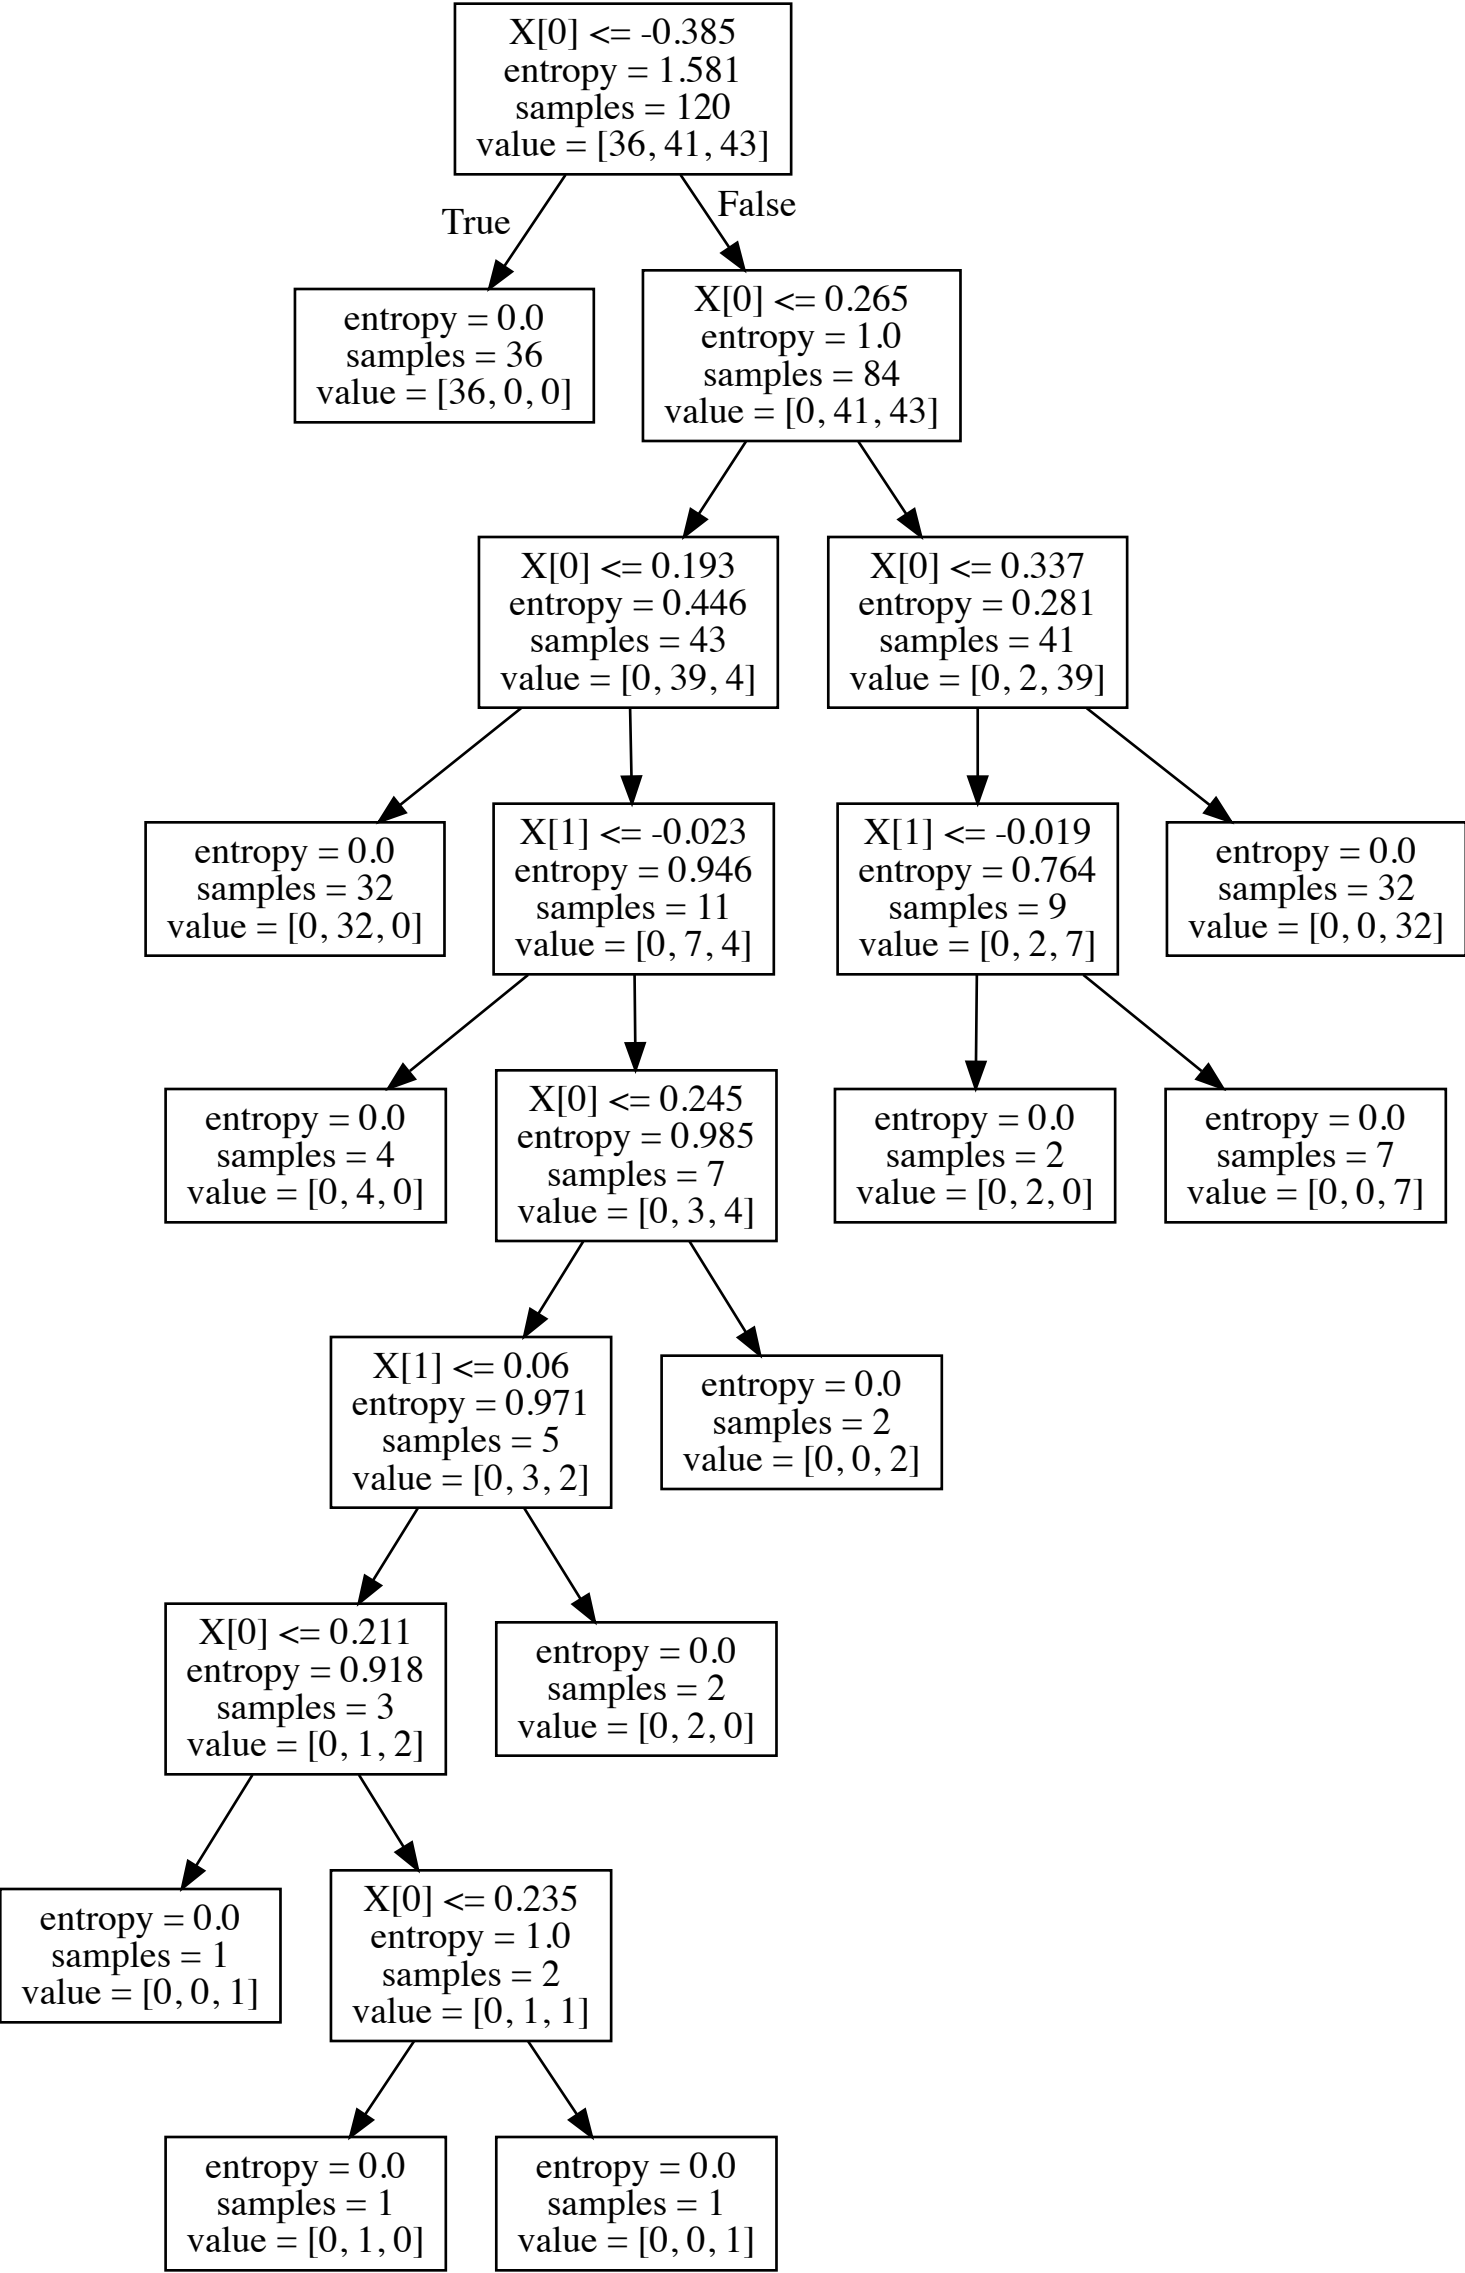 X[0] <= -0.385
entropy = 1.581
samples = 120
value = [36, 41, 43]
True
False
entropy = 0.0
samples = 36
value = [36, 0, 0]
X[0] <= 0.265
entropy = 1.0
samples = 84
value = [0, 41, 43]
X[0] <= 0.193
entropy = 0.446
samples = 43
value = [0, 39, 4]
X[0] <= 0.337
entropy = 0.281
samples = 41
value = [0, 2, 39]
entropy = 0.0
samples = 32
value = [0, 32, 0]
X[1] <= -0.023
entropy = 0.946
samples = 11
value = [0, 7, 4]
X[1] <= -0.019
entropy = 0.764
samples = 9
value = [0, 2, 7]
entropy = 0.0
samples = 32
value = [0, 0, 32]
entropy = 0.0
samples = 4
value = [0, 4, 0]
X[0] <= 0.245
entropy = 0.985
samples = 7
value = [0, 3, 4]
entropy = 0.0
samples = 2
value = [0, 2, 0]
entropy = 0.0
samples = 7
value = [0, 0, 7]
X[1] <= 0.06
entropy = 0.971
samples = 5
value = [0, 3, 2]
entropy = 0.0
samples = 2
value = [0, 0, 2]
X[0] <= 0.211
entropy = 0.918
samples = 3
value = [0, 1, 2]
entropy = 0.0
samples = 2
value = [0, 2, 0]
entropy = 0.0
samples = 1
value = [0, 0, 1]
X[0] <= 0.235
entropy = 1.0
samples = 2
value = [0, 1, 1]
entropy = 0.0
samples = 1
value = [0, 1, 0]
entropy = 0.0
samples = 1
value = [0, 0, 1]